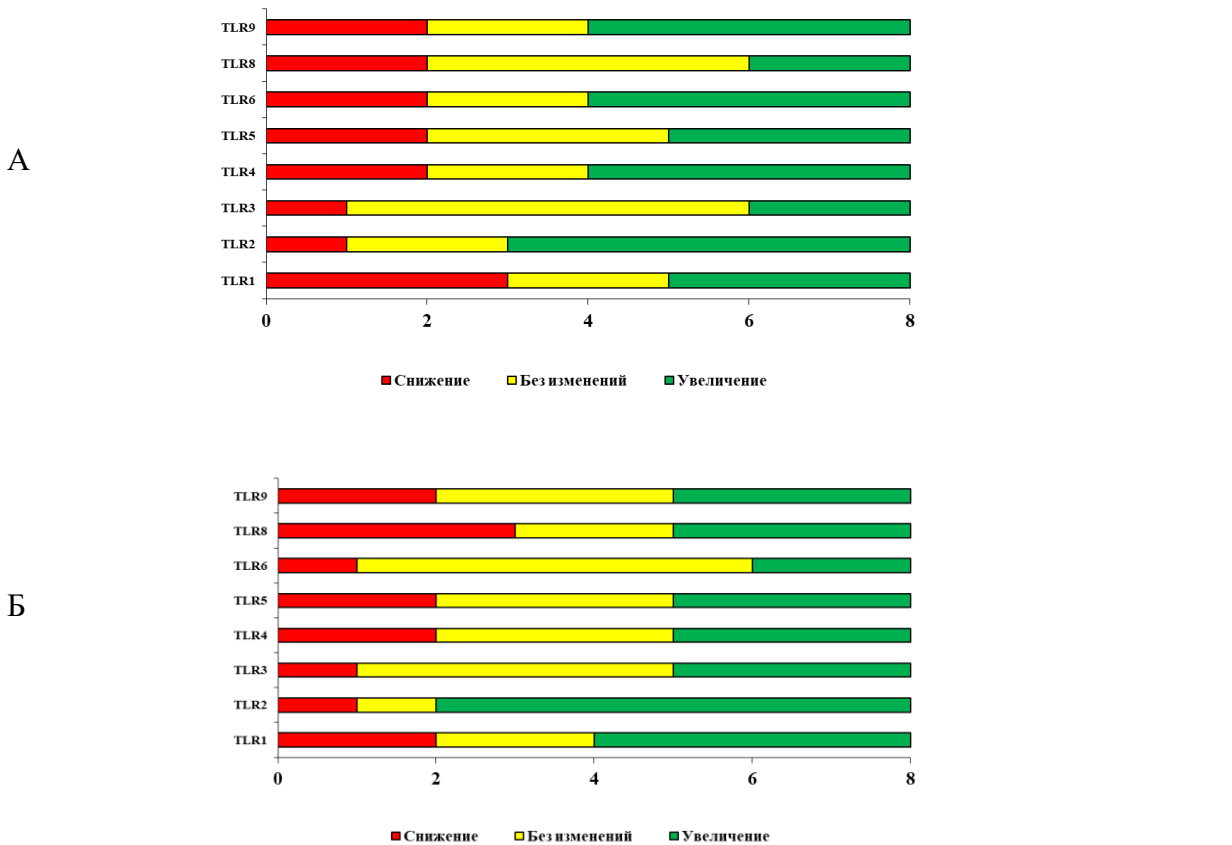 А
TLR9
TLR8
TLR6
TLR5
TLR4
TLR3
TLR2
TLR1
0 2 4 6 8
Снижение Без изменений Увеличение
Б
TLR9
TLR8
TLR6
TLR5
TLR4
TLR3
TLR2
TLR1
0 2 4 6 8
Снижение Без изменений Увеличение